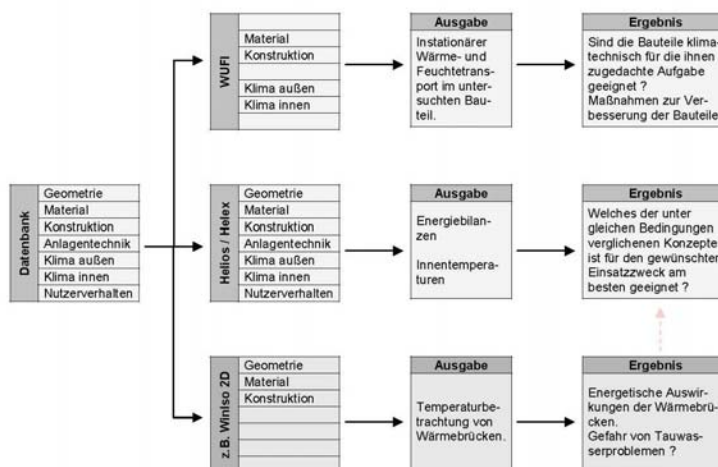 Datenbank
Geometrie
Material
Konstruktion
Anlagentechnik
Klima außen
Klima innen
Nutzerverhalten
WUFI
Material
Konstruktion
Klima außen
Klima innen
Ausgabe
Instationärer
Wärme- und
Feuchtetrans-
port im unter-
suchten Bau-
teil.
Ergebnis
Sind die Bauteile klima-
technisch für die ihnen
zugedachte Aufgabe
geeignet ?
Maßnahmen zur Ver-
besserung der Bauteile
Helios / Helex
Geometrie
Material
Konstruktion
Anlagentechnik
Klima außen
Klima innen
Nutzerverhalten
Ausgabe
Energiebilan-
zen
Innentempera-
turen
Ergebnis
Welches der unter
gleichen Bedingungen
verglichenen Konzepte
ist für den gewünschten
Einsatzzweck am
besten geeignet ?
z.B. WinIso 2D
Geometrie
Material
Konstruktion
Ausgabe
Temperaturbe-
trachtung von
Wärmebrücken.
Ergebnis
Energetische Auswir-
kungen der Wärmebrü-
cken.
Gefahr von Tauwas-
serproblemen ?